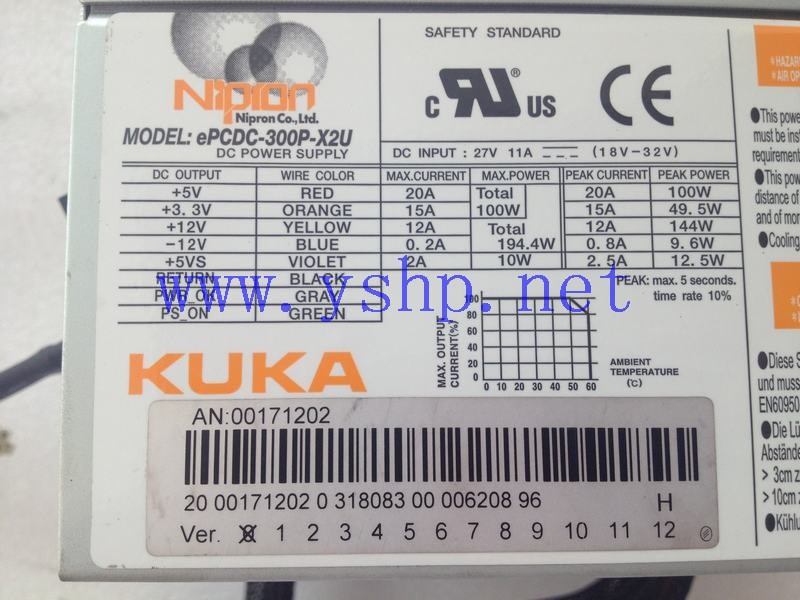 Nipron
Nipron Co., Ltd.
MODEL: ePCDC-300P-X2U
DC POWER SUPPLY
SAFETY STANDARD
c RU ® US CE
DC INPUT : 27V 11A (18V-32V)
DC OUTPUT WIRE COLOR MAX.CURRENT MAX.POWER PEAK CURRENT PEAK POWER
+5V RED 20A Total 20A 100W
+3.3V ORANGE 15A 100W 15A 49.5W
+12V YELLOW 12A Total 12A 144W
-12V BLUE 0.2A 194.4W 0.8A 9.6W
+5VS VIOLET 2A 10W 2.5A 12.5W
RETURN BLACK
PWR_OK GRAY
PS_ON GREEN
PEAK: max. 5 seconds.
time rate 10%
www.yshp.net
MAX. OUTPUT
CURRENT(%)
100
80
60
40
20
0
0 10 20 30 40 50 60
AMBIENT
TEMPERATURE
(℃)
KUKA
AN:00171202
20 00171202 0 318083 00 006208 96 H
Ver. 0 1 2 3 4 5 6 7 8 9 10 11 12
*HAZAR
*AIR OP
●This powe
must be inst
requirement
●This pow
distance of
and of mor
●Cooling
●Diese S
und muss
EN60950
●Die Lü
Abstände
> 3cm z
> 10cm z
●Kühlu